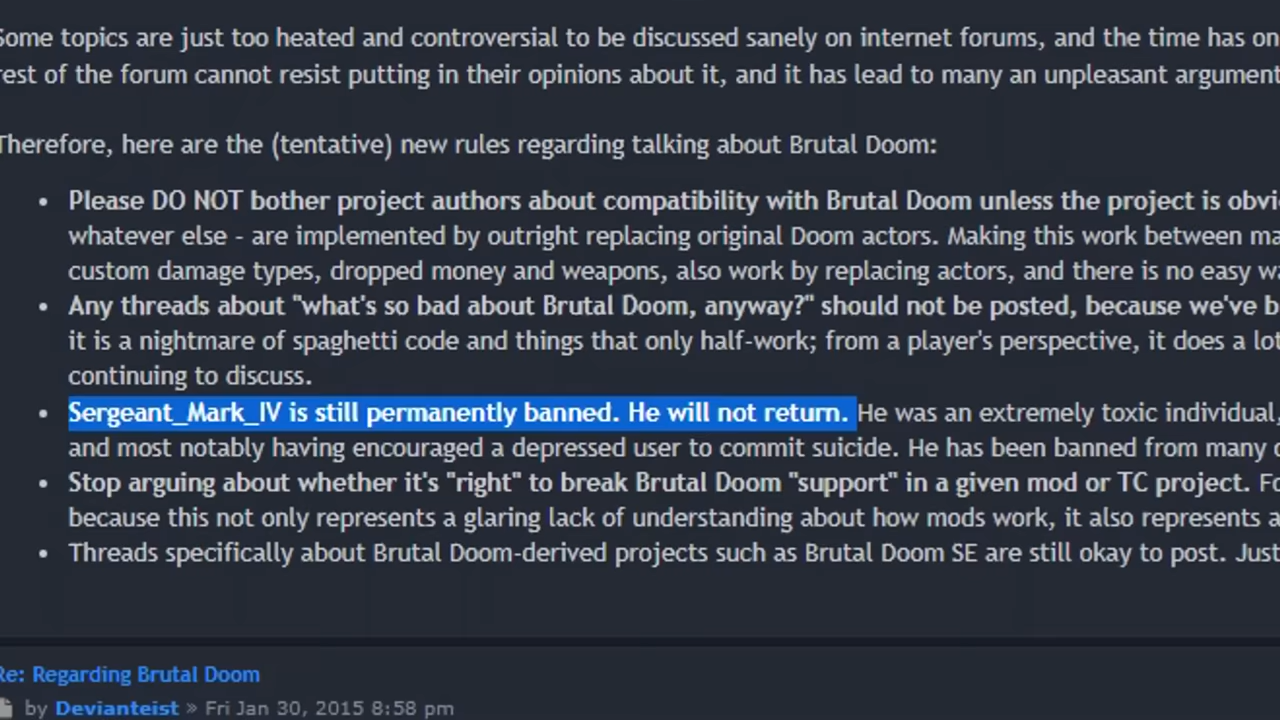 Some topics are just too heated and controversial to be discussed sanely on internet forums, and the time has on
rest of the forum cannot resist putting in their opinions about it, and it has lead to many an unpleasant argument
Therefore, here are the (tentative) new rules regarding talking about Brutal Doom:
• Please DO NOT bother project authors about compatibility with Brutal Doom unless the project is obvi
whatever else - are implemented by outright replacing original Doom actors. Making this work between ma
custom damage types, dropped money and weapons, also work by replacing actors, and there is no easy wa
• Any threads about "what's so bad about Brutal Doom, anyway?" should not be posted, because we've b
it is a nightmare of spaghetti code and things that only half-work; from a player's perspective, it does a lot
continuing to discuss.
• Sergeant_Mark_IV is still permanently banned. He will not return. He was an extremely toxic individual,
and most notably having encouraged a depressed user to commit suicide. He has been banned from many
• Stop arguing about whether it's "right" to break Brutal Doom "support" in a given mod or TC project. Fo
because this not only represents a glaring lack of understanding about how mods work, it also represents a
• Threads specifically about Brutal Doom-derived projects such as Brutal Doom SE are still okay to post. Just
Re: Regarding Brutal Doom
by Devianteist » Fri Jan 30, 2015 8:58 pm